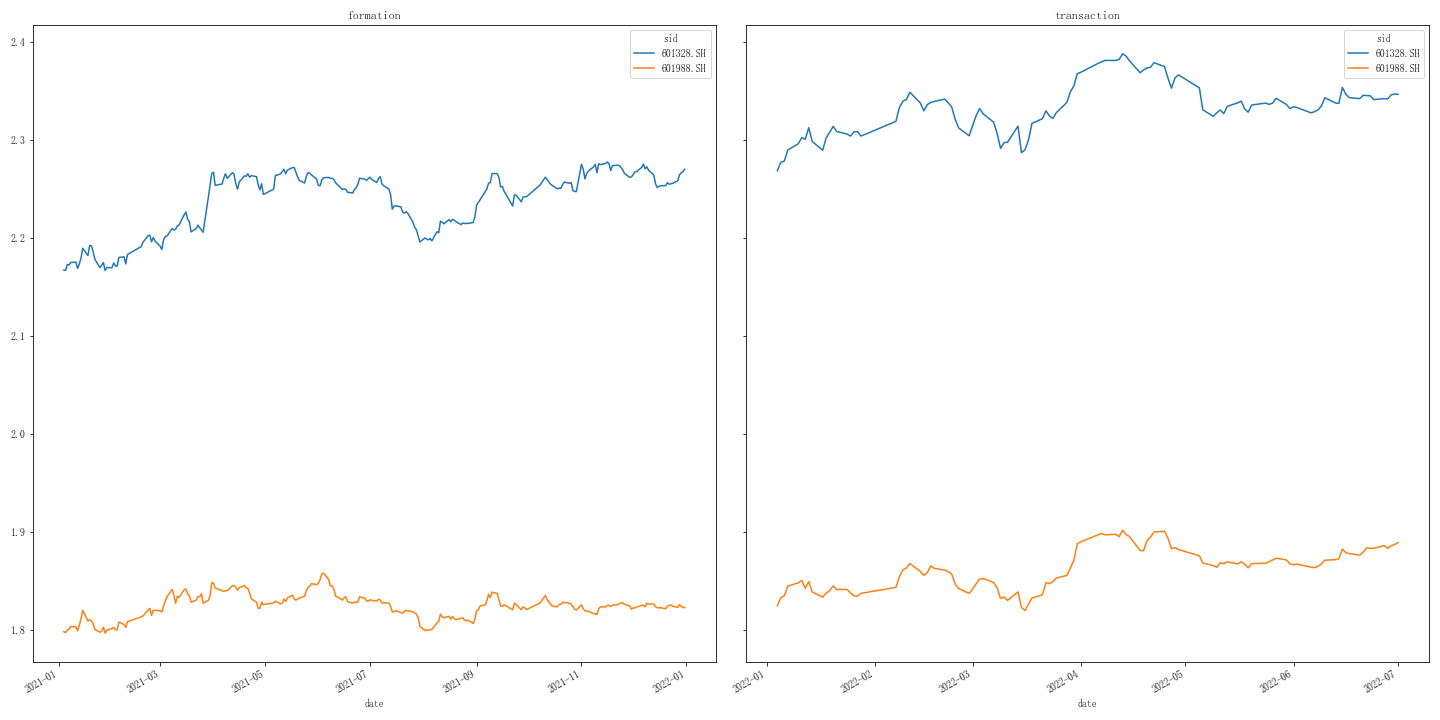 formation
sid
601328.SH
601988.SH
2.4
2.3
2.2
2.1
2.0
1.9
1.8
2021-01
2021-03
2021-05
2021-07
2021-09
2021-11
2022-01
date
transaction
sid
601328.SH
601988.SH
2022-01
2022-02
2022-03
2022-04
2022-05
2022-06
2022-07
date